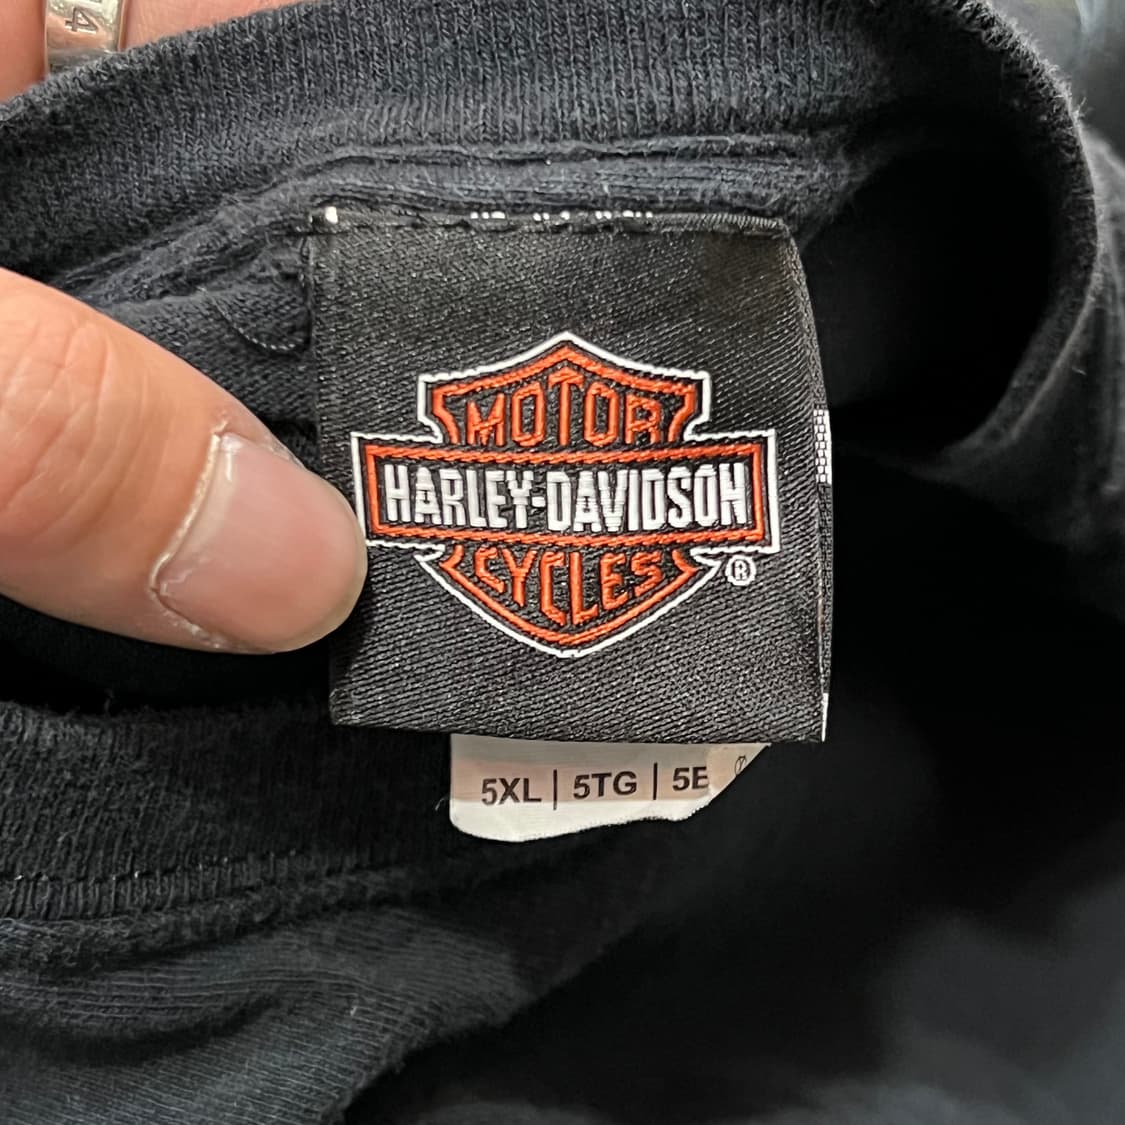 MOTOR
HARLEY-DAVIDSON
CYCLES ®
5XL | 5TG | 5E